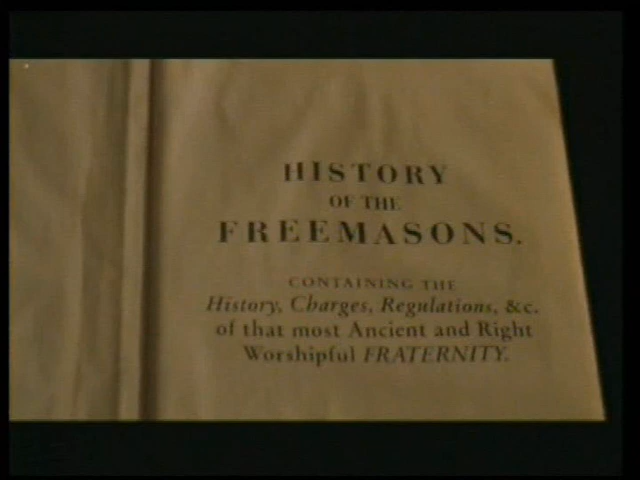 HISTORY
OF THE
FREEMASONS.
CONTAINING THE
History, Charges, Regulations, &c.
of that most Ancient and Right
Worshipful FRATERNITY.